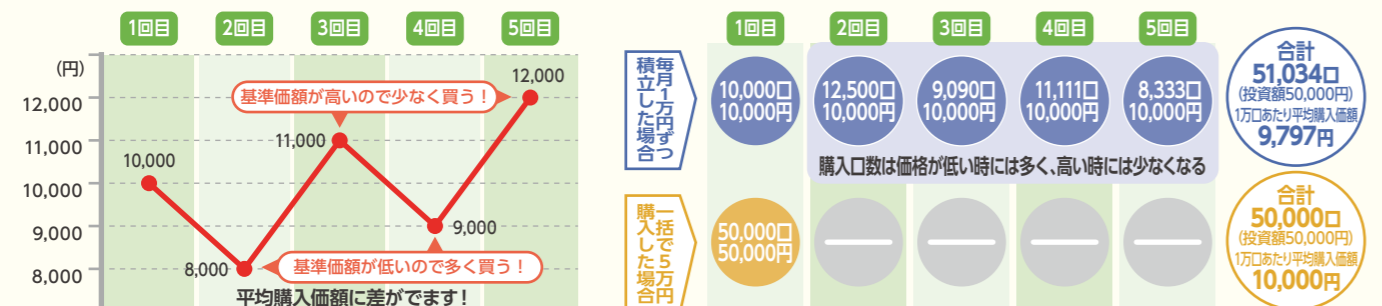 1回目
2回目
3回目
4回目
5回目
(円)
12,000
11,000
10,000
9,000
8,000
10,000
8,000
11,000
9,000
12,000
基準価額が高いので少なく買う！
基準価額が低いので多く買う！
平均購入価額に差がでます！
1回目
2回目
3回目
4回目
5回目
毎月1万円ずつ
積立した場合
10,000口
10,000円
12,500口
10,000円
9,090口
10,000円
11,111口
10,000円
8,333口
10,000円
購入口数は価格が低い時には多く、高い時には少なくなる
合計
51,034口
(投資額50,000円)
1万口あたり平均購入価額
9,797円
一括で5万円
購入した場合
50,000口
50,000円
合計
50,000口
(投資額50,000円)
1万口あたり平均購入価額
10,000円